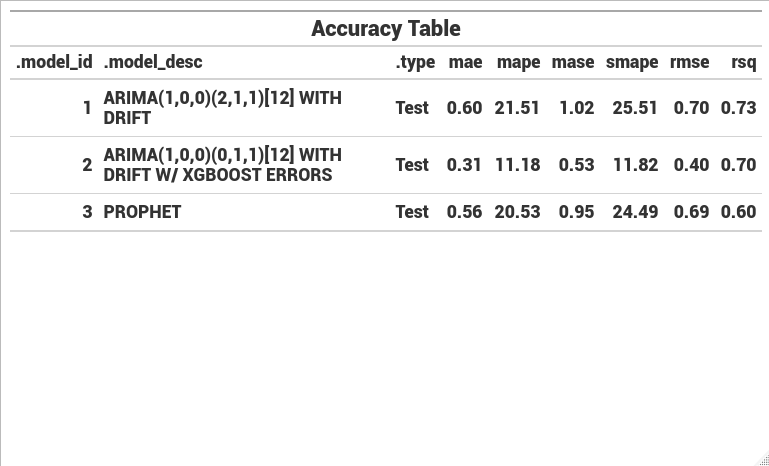 Accuracy Table
.model_id .model_desc .type mae mape mase smape rmse rsq
1 ARIMA(1,0,0)(2,1,1)[12] WITH DRIFT Test 0.60 21.51 1.02 25.51 0.70 0.73
2 ARIMA(1,0,0)(0,1,1)[12] WITH DRIFT W/ XGBOOST ERRORS Test 0.31 11.18 0.53 11.82 0.40 0.70
3 PROPHET Test 0.56 20.53 0.95 24.49 0.69 0.60